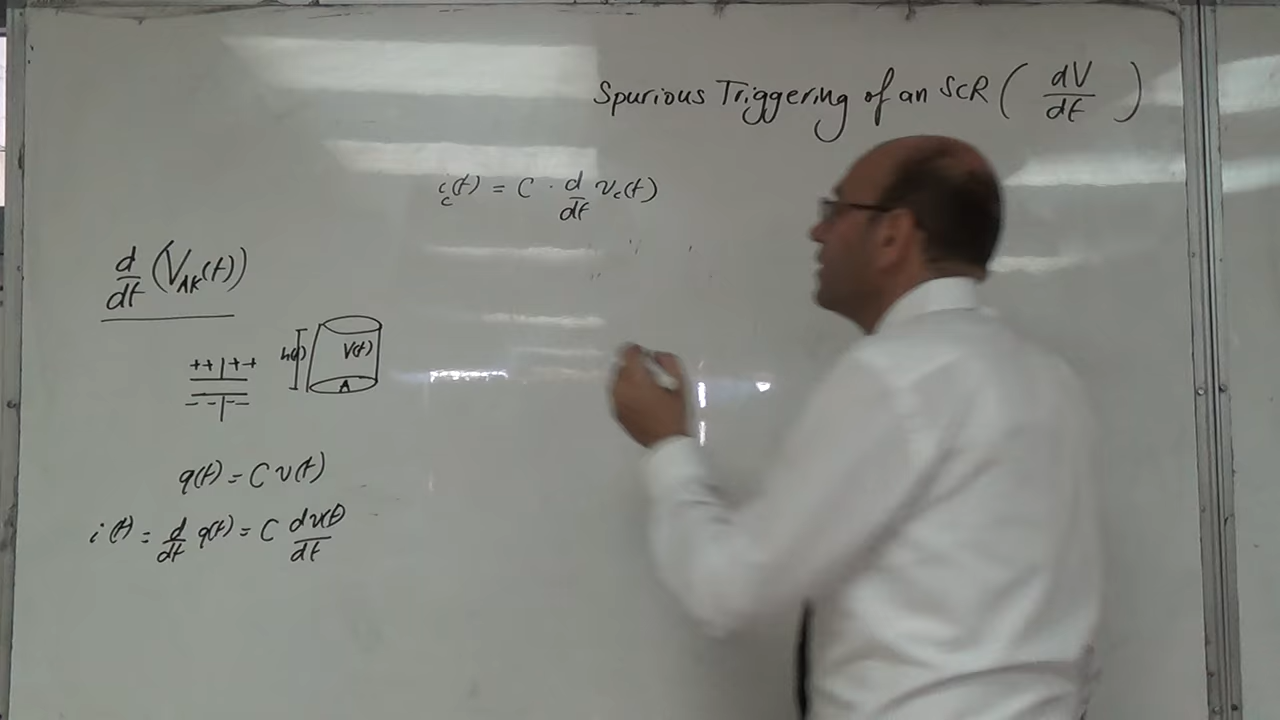 Spurious Triggering of an SCR ( dV/dt )
i_c(t) = C · d/dt v_c(t)
d/dt (V_AK(t))
V(t)
A
++ | ++
-- | --
q(t) = C v(t)
i(t) = d/dt q(t) = C dv(t)/dt